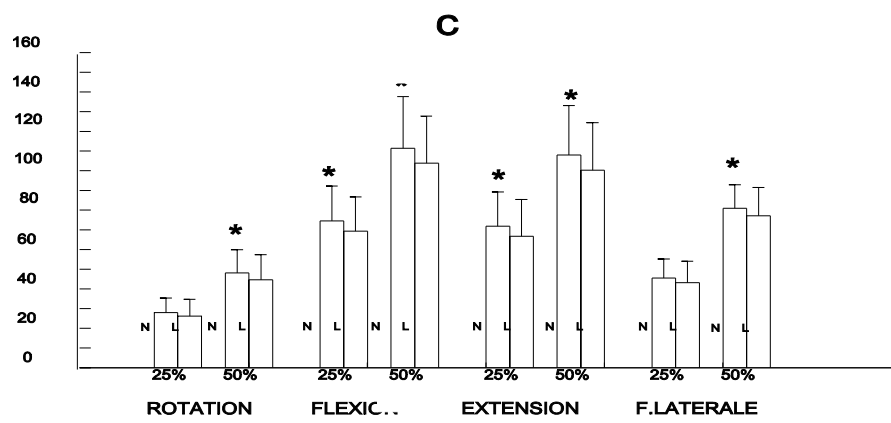 C
160
140
120
100
80
60
40
20
0
* * * * * *
N L N L N L N L N L N L N L N L
25% 50% 25% 50% 25% 50% 25% 50%
ROTATION EXTENSION F.LATERALE